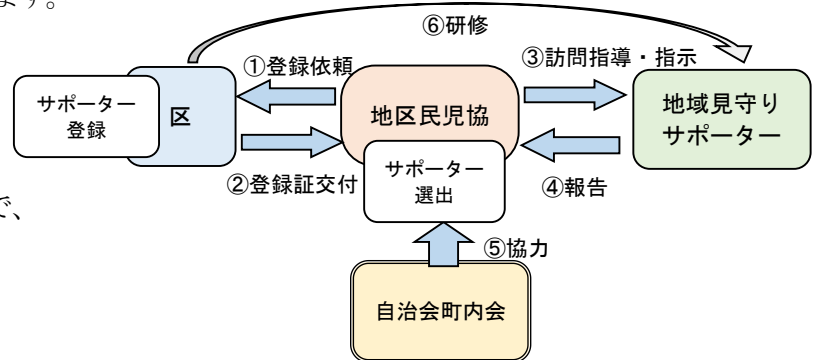 ます。
⑥研修
①登録依頼
③訪問指導・指示
サポーター
登録
区
地区民児協
地域見守り
サポーター
②登録証交付
サポーター
選出
④報告
で、
⑤協力
自治会町内会